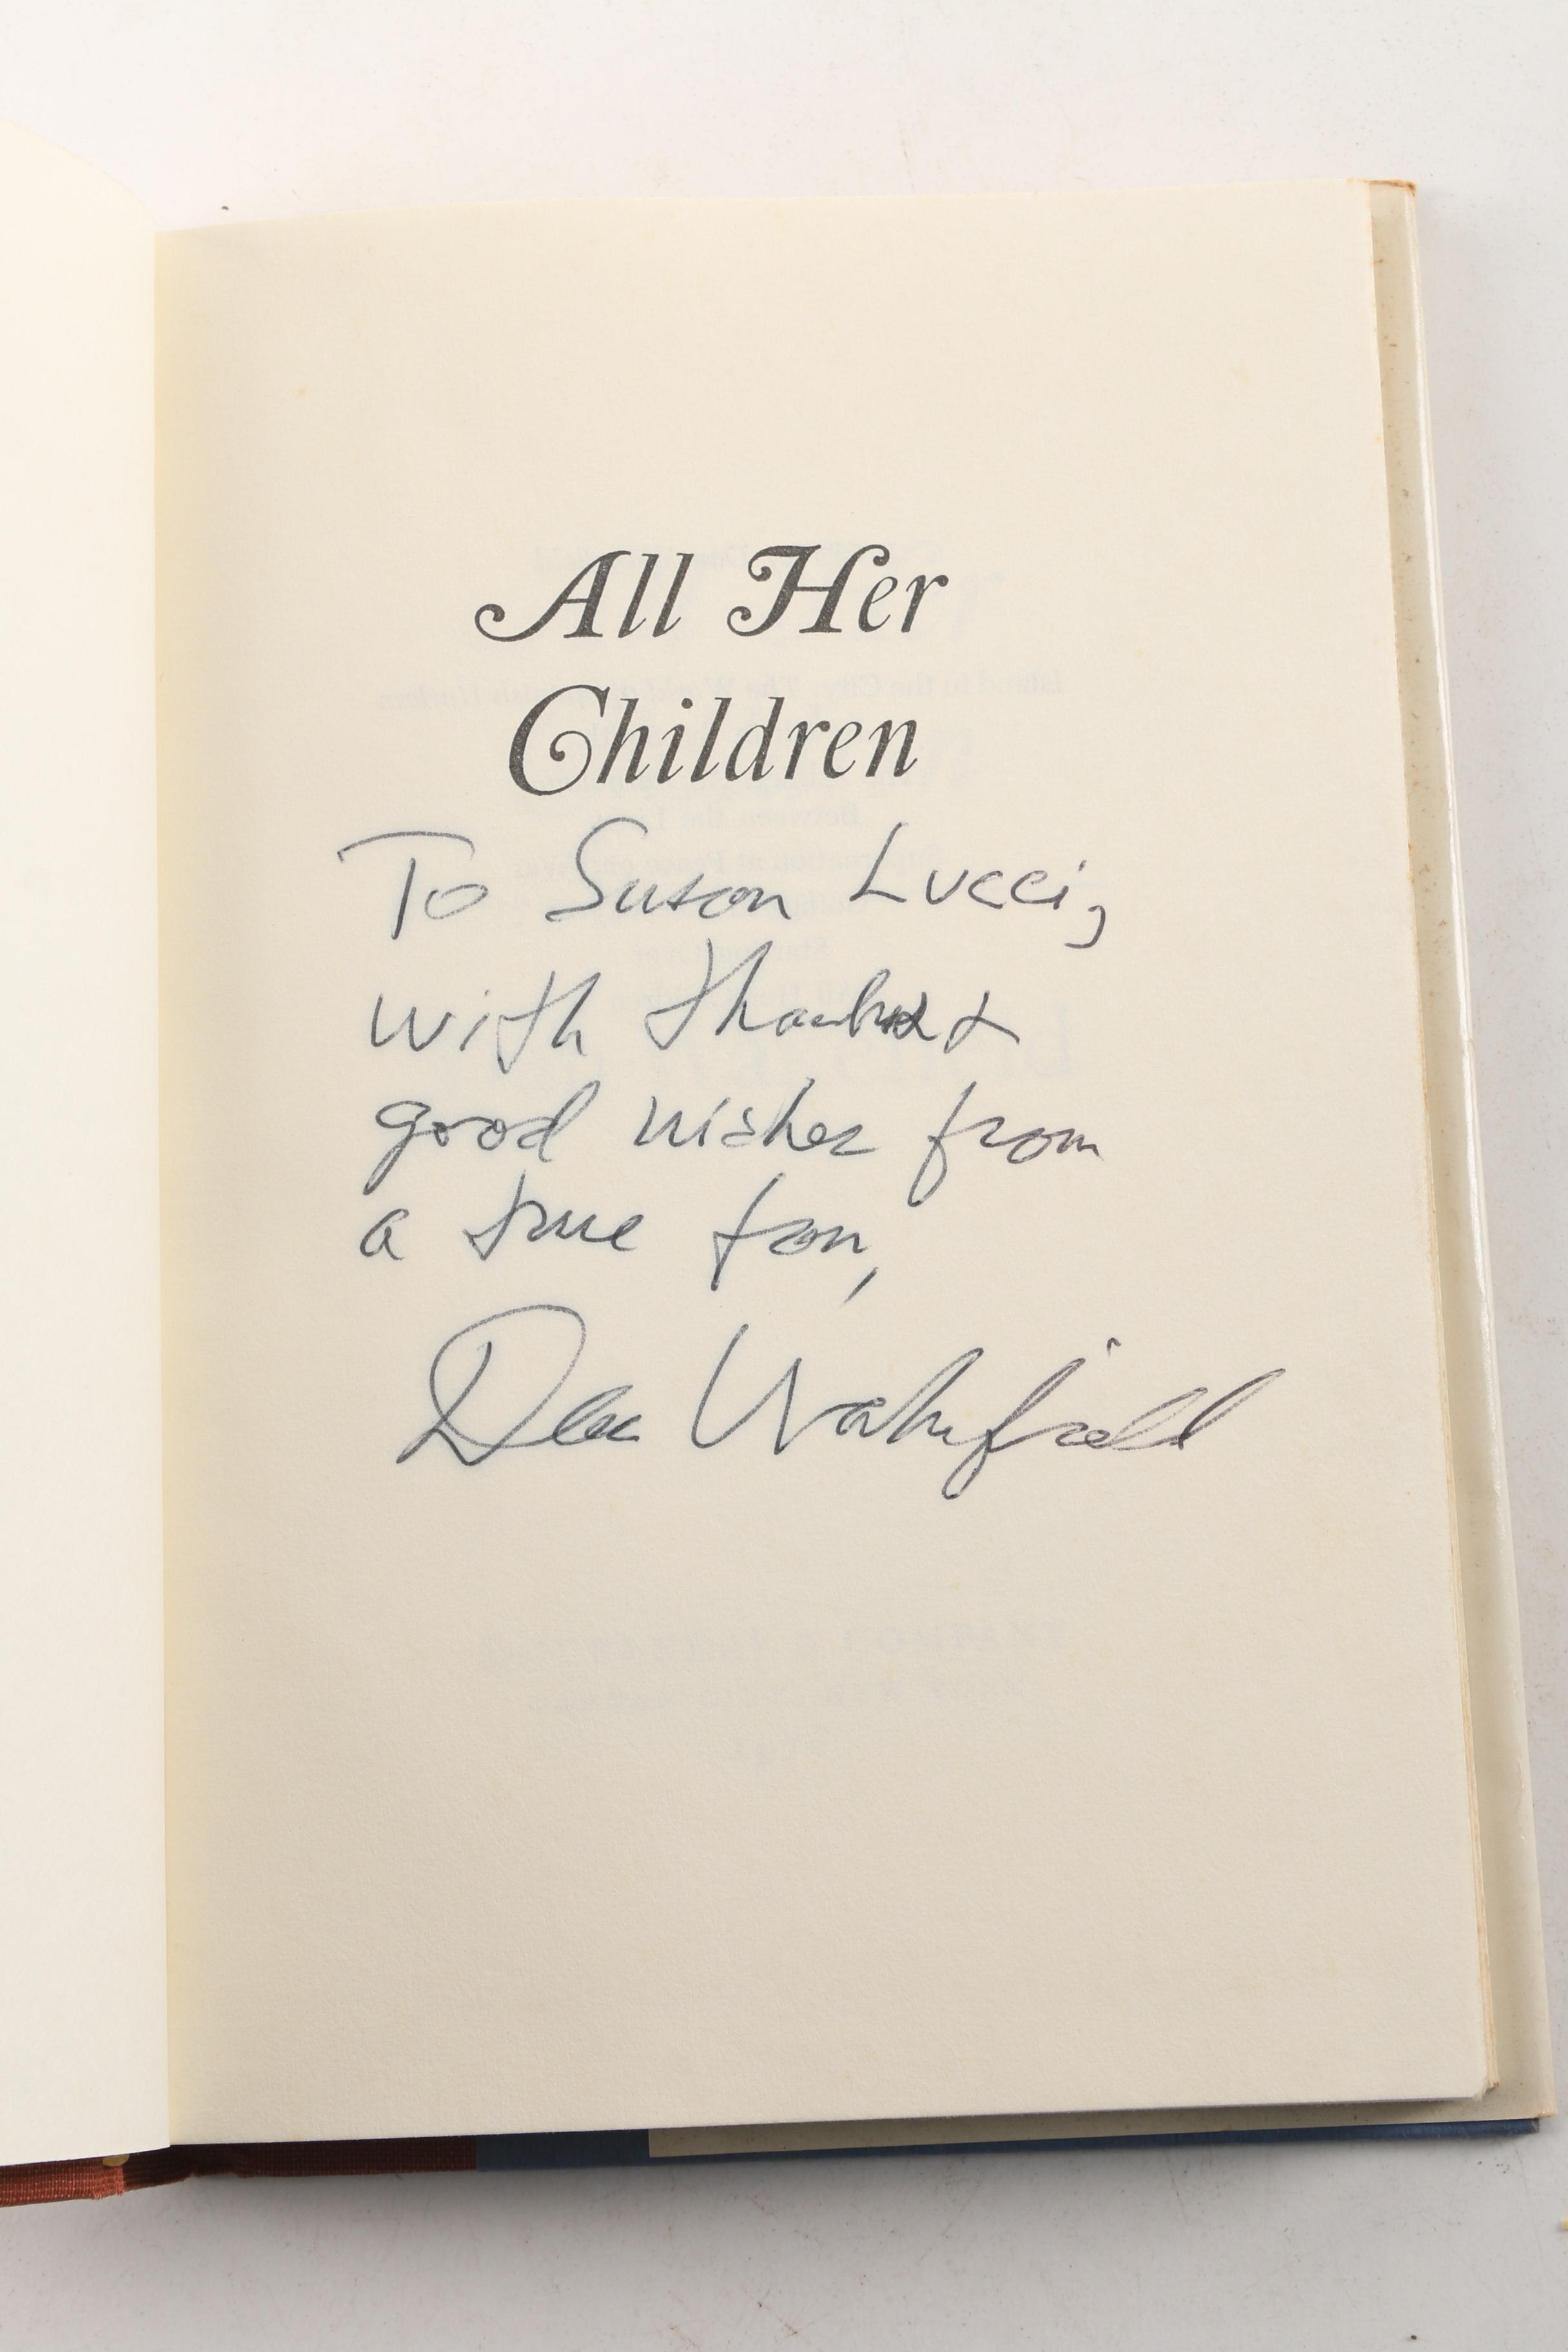 All Her
Children
To Susan Lucci,
with thanks &
good wishes from
a true fan,
Dan Wakefield